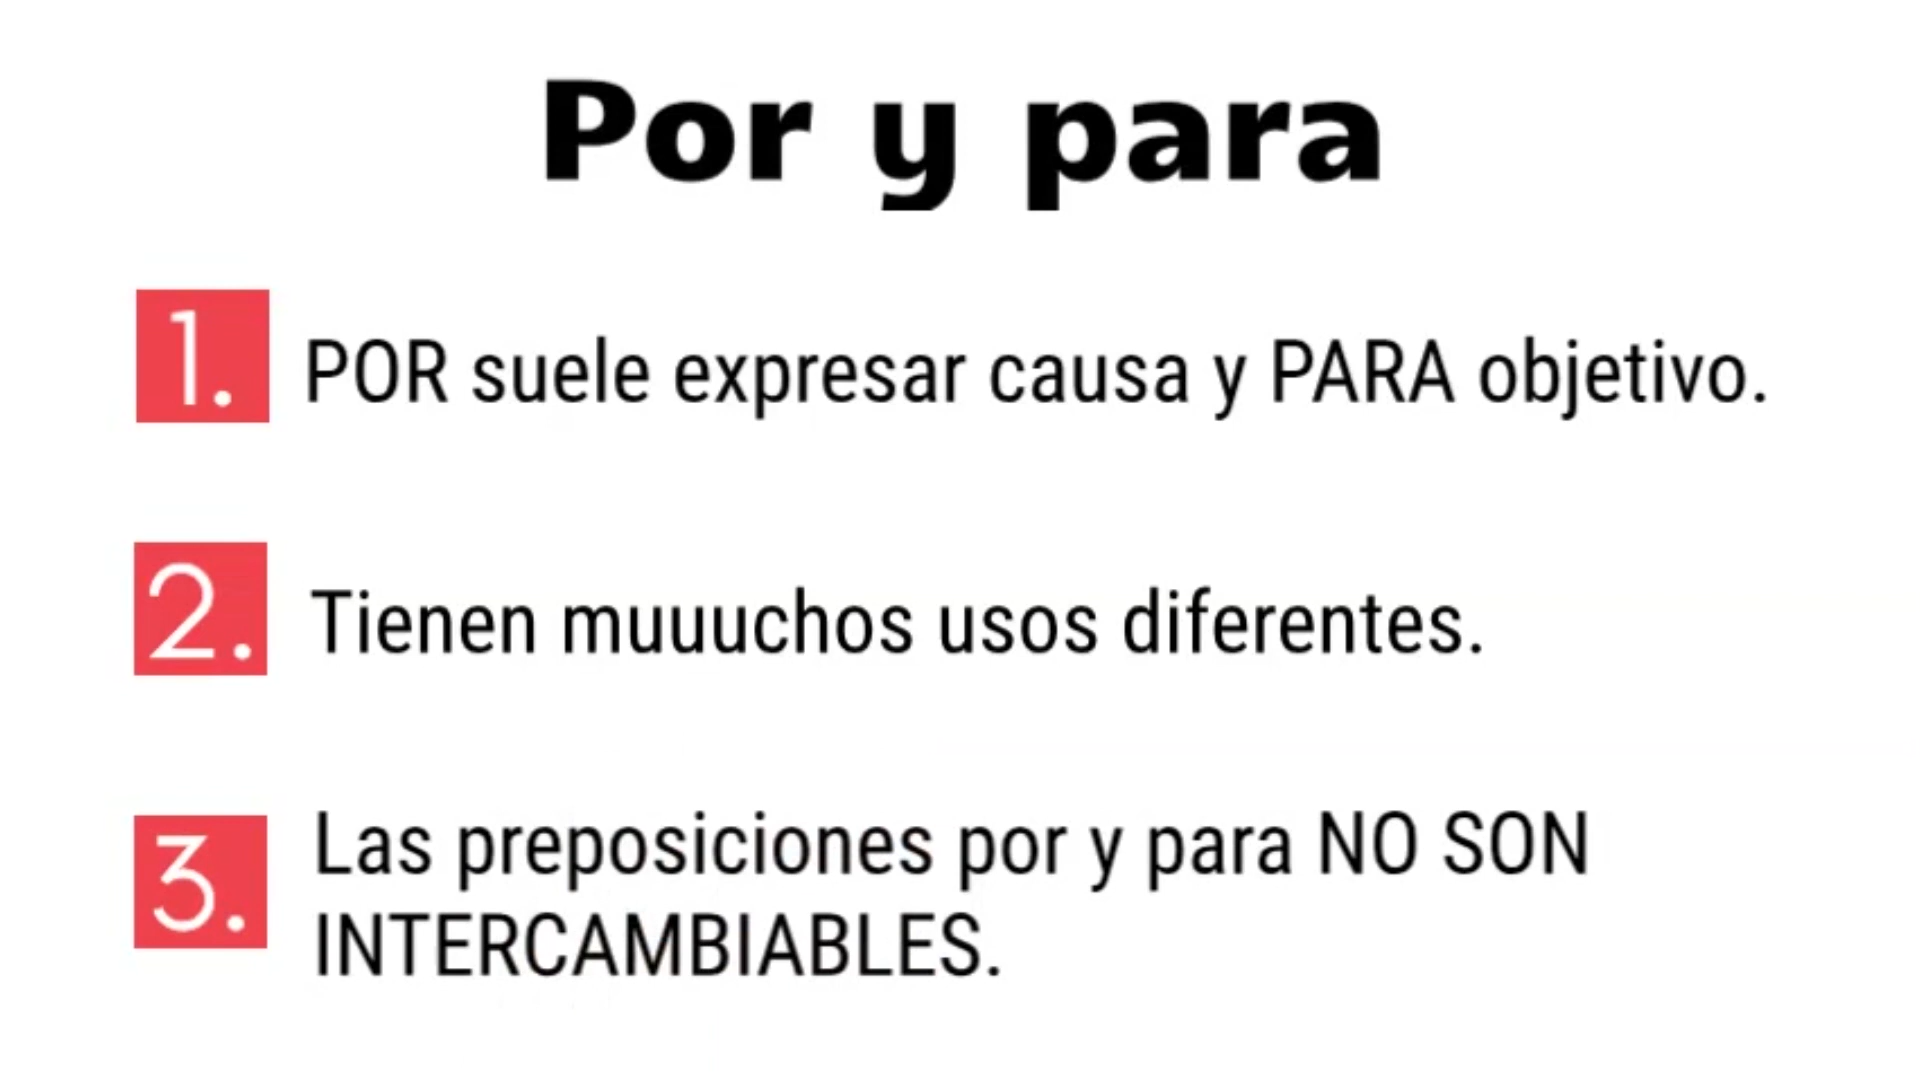 Por y para
1. POR suele expresar causa y PARA objetivo.
2. Tienen muuuchos usos diferentes.
3. Las preposiciones por y para NO SON
INTERCAMBIABLES.